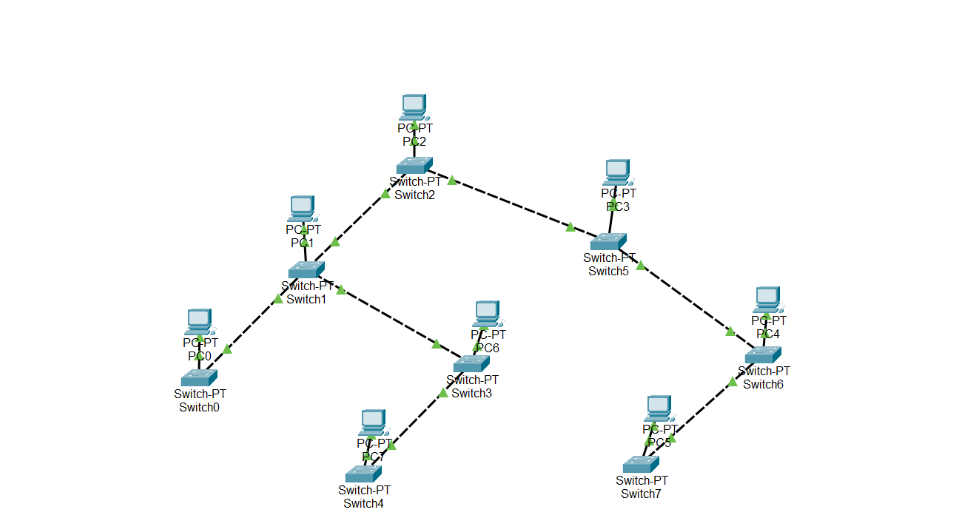 PC-PT
PC2
Switch-PT
Switch2
PC-PT
PC3
Switch-PT
Switch5
PC-PT
PC1
Switch-PT
Switch1
PC-PT
PC0
Switch-PT
Switch0
PC-PT
PC6
Switch-PT
Switch3
PC-PT
PC4
Switch-PT
Switch6
PC-PT
PC7
Switch-PT
Switch4
PC-PT
PC5
Switch-PT
Switch7